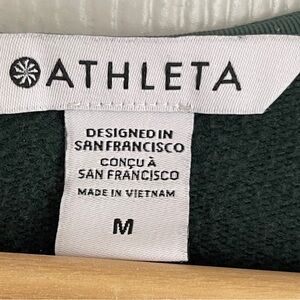 ATHLETA
DESIGNED IN
SAN FRANCISCO
CONÇU À
SAN FRANCISCO
MADE IN VIETNAM
M